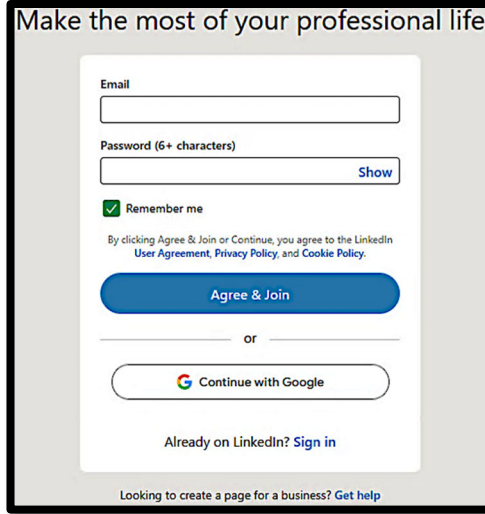 Make the most of your professional life
Email
Password (6+ characters)
Show
Remember me
By clicking Agree & Join or Continue, you agree to the LinkedIn
User Agreement, Privacy Policy, and Cookie Policy.
Agree & Join
or
Continue with Google
Already on LinkedIn? Sign in
Looking to create a page for a business? Get help